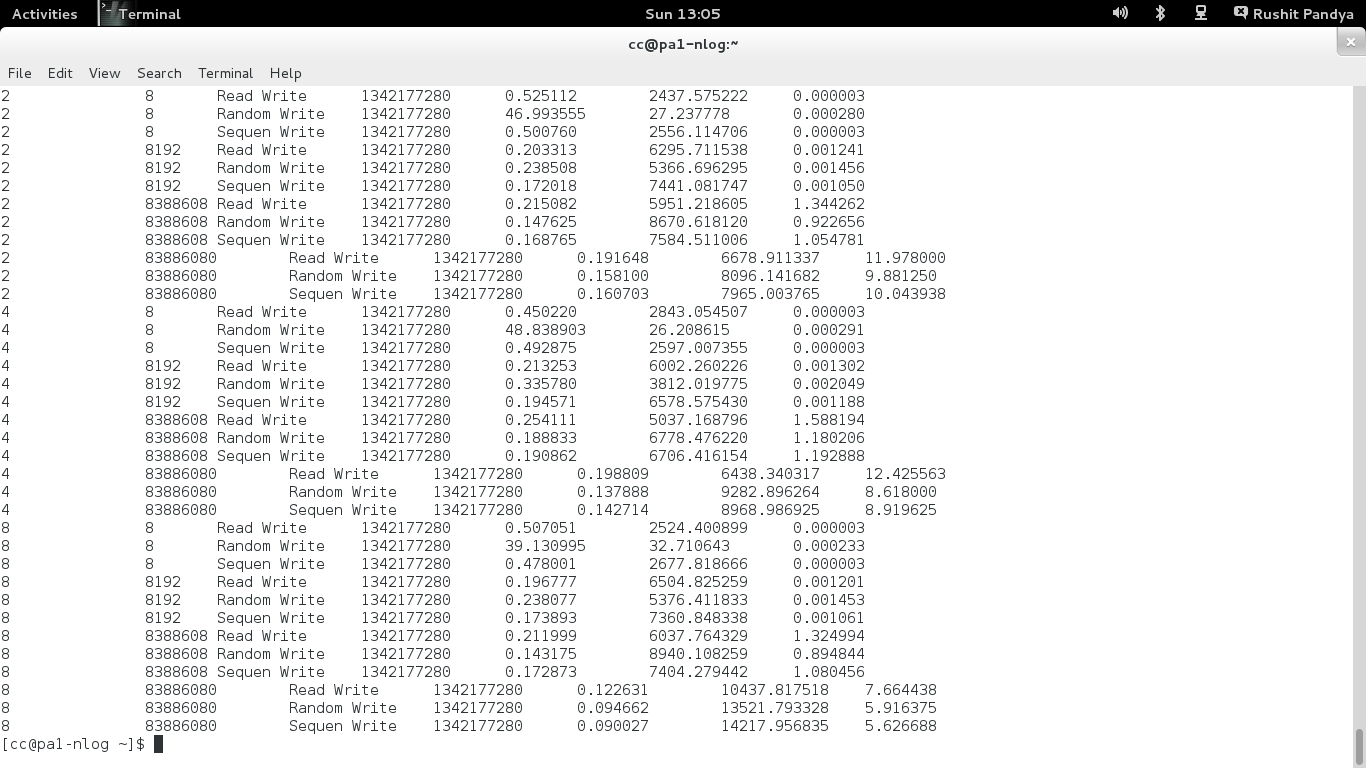 Activities Terminal Sun 13:05 Rushit Pandya
cc@pa1-nlog:~
File Edit View Search Terminal Help
2 8 Read Write 1342177280 0.525112 2437.575222 0.000003
2 8 Random Write 1342177280 46.993555 27.237778 0.000280
2 8 Sequen Write 1342177280 0.500760 2556.114706 0.000003
2 8192 Read Write 1342177280 0.203313 6295.711538 0.001241
2 8192 Random Write 1342177280 0.238508 5366.696295 0.001456
2 8192 Sequen Write 1342177280 0.172018 7441.081747 0.001050
2 8388608 Read Write 1342177280 0.215082 5951.218605 1.344262
2 8388608 Random Write 1342177280 0.147625 8670.618120 0.922656
2 8388608 Sequen Write 1342177280 0.168765 7584.511006 1.054781
2 83886080 Read Write 1342177280 0.191648 6678.911337 11.978000
2 83886080 Random Write 1342177280 0.158100 8096.141682 9.881250
2 83886080 Sequen Write 1342177280 0.160703 7965.003765 10.043938
4 8 Read Write 1342177280 0.450220 2843.054507 0.000003
4 8 Random Write 1342177280 48.838903 26.208615 0.000291
4 8 Sequen Write 1342177280 0.492875 2597.007355 0.000003
4 8192 Read Write 1342177280 0.213253 6002.260226 0.001302
4 8192 Random Write 1342177280 0.335780 3812.019775 0.002049
4 8192 Sequen Write 1342177280 0.194571 6578.575430 0.001188
4 8388608 Read Write 1342177280 0.254111 5037.168796 1.588194
4 8388608 Random Write 1342177280 0.188833 6778.476220 1.180206
4 8388608 Sequen Write 1342177280 0.190862 6706.416154 1.192888
4 83886080 Read Write 1342177280 0.198809 6438.340317 12.425563
4 83886080 Random Write 1342177280 0.137888 9282.896264 8.618000
4 83886080 Sequen Write 1342177280 0.142714 8968.986925 8.919625
8 8 Read Write 1342177280 0.507051 2524.400899 0.000003
8 8 Random Write 1342177280 39.130995 32.710643 0.000233
8 8 Sequen Write 1342177280 0.478001 2677.818666 0.000003
8 8192 Read Write 1342177280 0.196777 6504.825259 0.001201
8 8192 Random Write 1342177280 0.238077 5376.411833 0.001453
8 8192 Sequen Write 1342177280 0.173893 7360.848338 0.001061
8 8388608 Read Write 1342177280 0.211999 6037.764329 1.324994
8 8388608 Random Write 1342177280 0.143175 8940.108259 0.894844
8 8388608 Sequen Write 1342177280 0.172873 7404.279442 1.080456
8 83886080 Read Write 1342177280 0.122631 10437.817518 7.664438
8 83886080 Random Write 1342177280 0.094662 13521.793328 5.916375
8 83886080 Sequen Write 1342177280 0.090027 14217.956835 5.626688
[cc@pa1-nlog ~]$